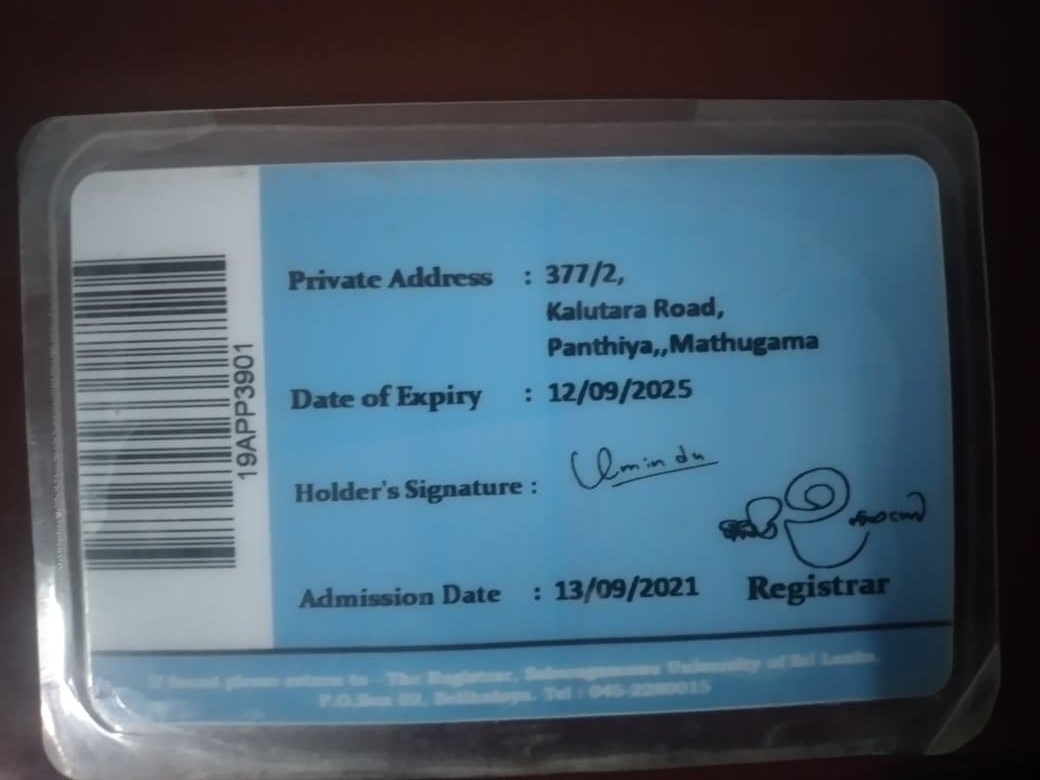 19APP3901
Private Address : 377/2,
Kalutara Road,
Panthiya,,Mathugama
Date of Expiry : 12/09/2025
Holder's Signature : Umindu
Admission Date : 13/09/2021
Registrar
If found please return to - The Registrar, Sabaragamuwa University of Sri Lanka,
P.O.Box 02, Belihuloya. Tel : 045-2280015